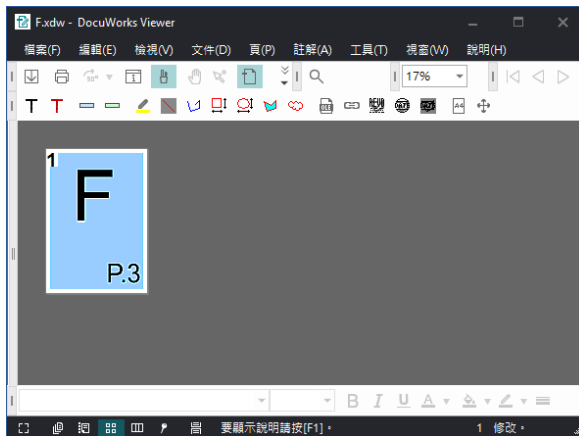 F.xdw - DocuWorks Viewer
檔案(F) 編輯(E) 檢視(V) 文件(D) 頁(P) 註解(A) 工具(T) 視窗(W) 說明(H)
17%
T T A4
1
F
P.3
B I U A
要顯示說明請按[F1]。 1 修改。